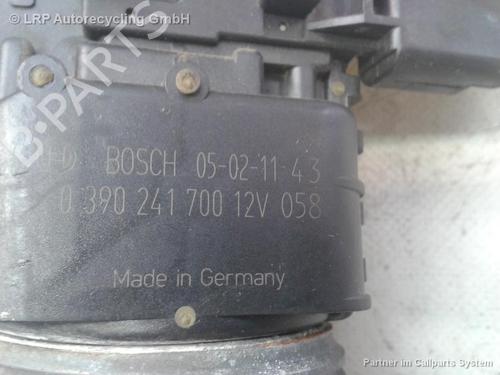 © LRP Autorecycling GmbH
B-PARTS
BOSCH 05-02-11-43
0 390 241 700 12V 058
Made in Germany
Partner im Callparts System